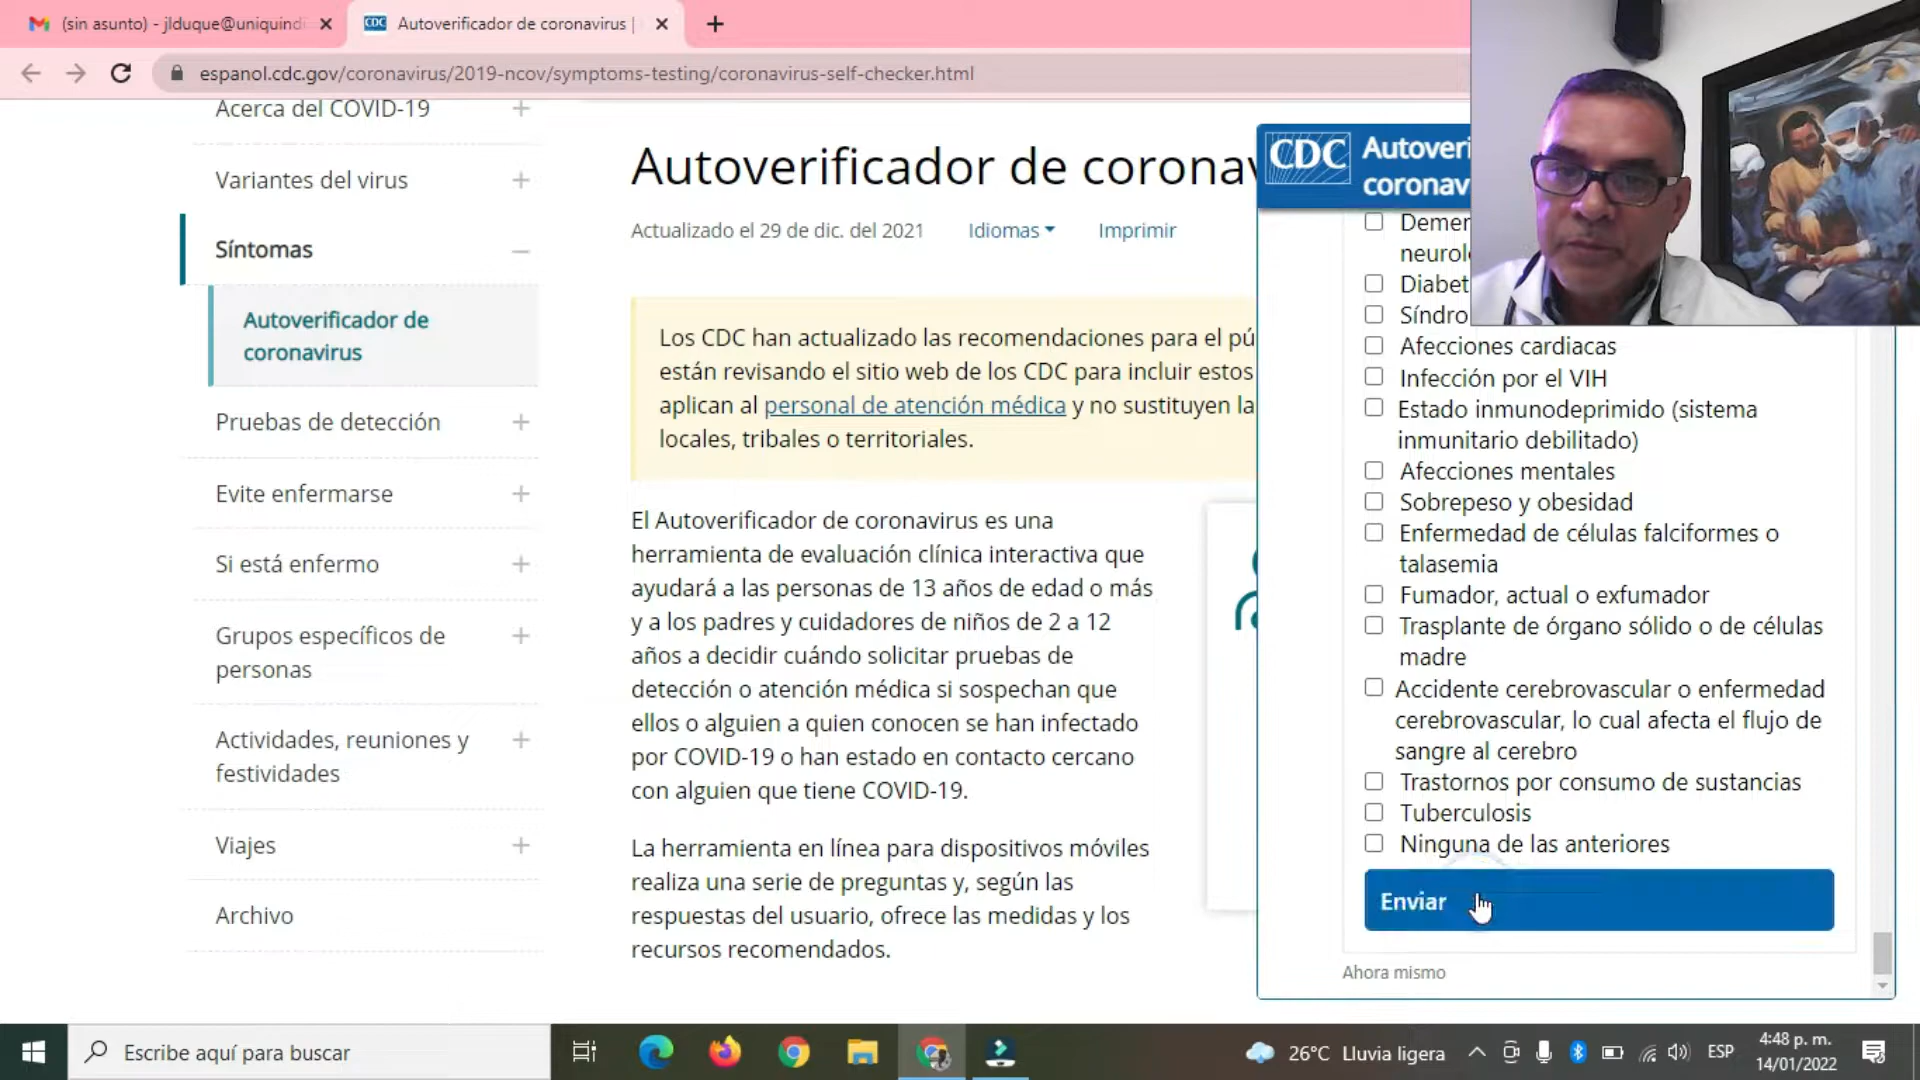 (sin asunto) - jlduque@uniquindi
CDC
Autoverificador de coronavirus |
espanol.cdc.gov/coronavirus/2019-ncov/symptoms-testing/coronavirus-self-checker.html
Acerca del COVID-19
Variantes del virus
Síntomas
Autoverificador de
coronavirus
Pruebas de detección
Evite enfermarse
Si está enfermo
Grupos específicos de
personas
Actividades, reuniones y
festividades
Viajes
Archivo
Autoverificador de coronav
Actualizado el 29 de dic. del 2021 Idiomas Imprimir
Los CDC han actualizado las recomendaciones para el pú
están revisando el sitio web de los CDC para incluir estos
aplican al personal de atención médica y no sustituyen la
locales, tribales o territoriales.
El Autoverificador de coronavirus es una
herramienta de evaluación clínica interactiva que
ayudará a las personas de 13 años de edad o más
y a los padres y cuidadores de niños de 2 a 12
años a decidir cuándo solicitar pruebas de
detección o atención médica si sospechan que
ellos o alguien a quien conocen se han infectado
por COVID-19 o han estado en contacto cercano
con alguien que tiene COVID-19.
La herramienta en línea para dispositivos móviles
realiza una serie de preguntas y, según las
respuestas del usuario, ofrece las medidas y los
recursos recomendados.
CDC
Autoveri
coronav
Demen
neurol
Diabet
Síndro
Afecciones cardiacas
Infección por el VIH
Estado inmunodeprimido (sistema
inmunitario debilitado)
Afecciones mentales
Sobrepeso y obesidad
Enfermedad de células falciformes o
talasemia
Fumador, actual o exfumador
Trasplante de órgano sólido o de células
madre
Accidente cerebrovascular o enfermedad
cerebrovascular, lo cual afecta el flujo de
sangre al cerebro
Trastornos por consumo de sustancias
Tuberculosis
Ninguna de las anteriores
Enviar
Ahora mismo
Escribe aquí para buscar
26°C Lluvia ligera
ESP
4:48 p. m.
14/01/2022